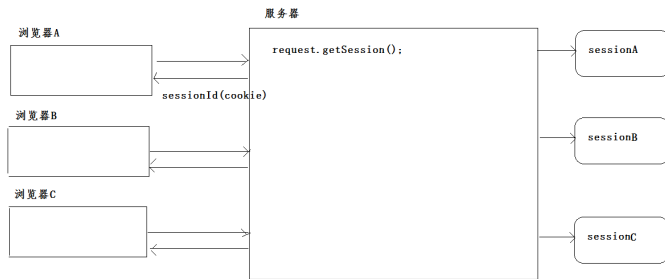 服务器
浏览器A
request.getSession();
sessionA
sessionId(cookie)
浏览器B
sessionB
浏览器C
sessionC